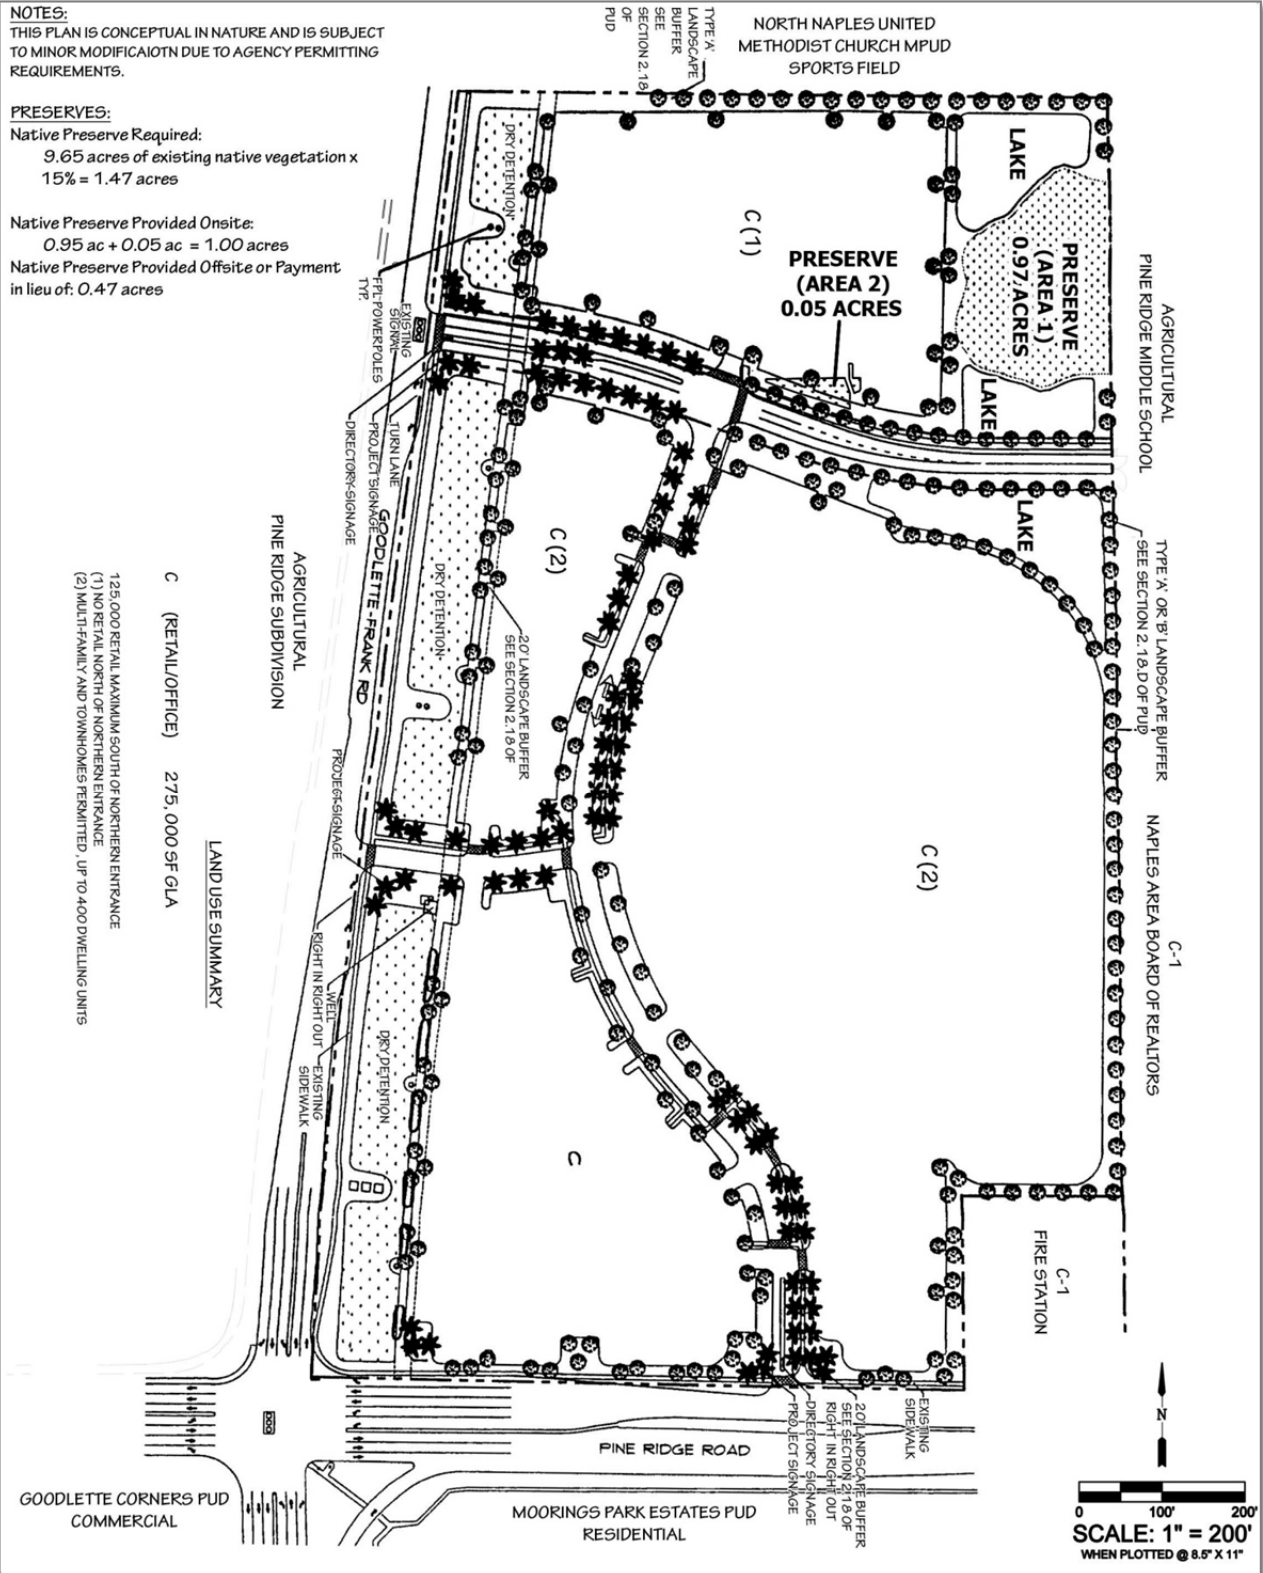 NOTES:
THIS PLAN IS CONCEPTUAL IN NATURE AND IS SUBJECT
TO MINOR MODIFICAIOTN DUE TO AGENCY PERMITTING
REQUIREMENTS.
PRESERVES:
Native Preserve Required:
9.65 acres of existing native vegetation x
15% = 1.47 acres
Native Preserve Provided Onsite:
0.95 ac + 0.05 ac = 1.00 acres
Native Preserve Provided Offsite or Payment
in lieu of: 0.47 acres
TYPE 'A'
LANDSCAPE
BUFFER
SEE
SECTION 2.18
OF
PUD
NORTH NAPLES UNITED
METHODIST CHURCH MPUD
SPORTS FIELD
DRY DETENTION
C (1)
LAKE
PRESERVE
(AREA 1)
0.97 ACRES
PRESERVE
(AREA 2)
0.05 ACRES
LAKE
AGRICULTURAL
PINE RIDGE MIDDLE SCHOOL
FPL POWERPOLES
TYP.
EXISTING
SIGNAL
TURN LANE
PROJECT SIGNAGE
DIRECTORY SIGNAGE
GOODLETTE-FRANK RD
AGRICULTURAL
PINE RIDGE SUBDIVISION
DRY DETENTION
C (2)
20' LANDSCAPE BUFFER
SEE SECTION 2.18 OF
LAKE
TYPE 'A' OR 'B' LANDSCAPE BUFFER
SEE SECTION 2.18.D OF PUD
C (2)
C-1
NAPLES AREA BOARD OF REALTORS
PROJECT SIGNAGE
LAND USE SUMMARY
C (RETAIL/OFFICE) 275,000 SF GLA
125,000 RETAIL MAXIMUM SOUTH OF NORTHERN ENTRANCE
(1) NO RETAIL NORTH OF NORTHERN ENTRANCE
(2) MULTI-FAMILY AND TOWNHOMES PERMITTED, UP TO 400 DWELLING UNITS
WELL
RIGHT IN RIGHT OUT
EXISTING
SIDEWALK
DRY DETENTION
C
C-1
FIRE STATION
EXISTING
SIDEWALK
20' LANDSCAPE BUFFER
SEE SECTION 2.18 OF
RIGHT IN RIGHT OUT
DIRECTORY SIGNAGE
PROJECT SIGNAGE
PINE RIDGE ROAD
GOODLETTE CORNERS PUD
COMMERCIAL
MOORINGS PARK ESTATES PUD
RESIDENTIAL
N
0 100' 200'
SCALE: 1" = 200'
WHEN PLOTTED @ 8.5" X 11"